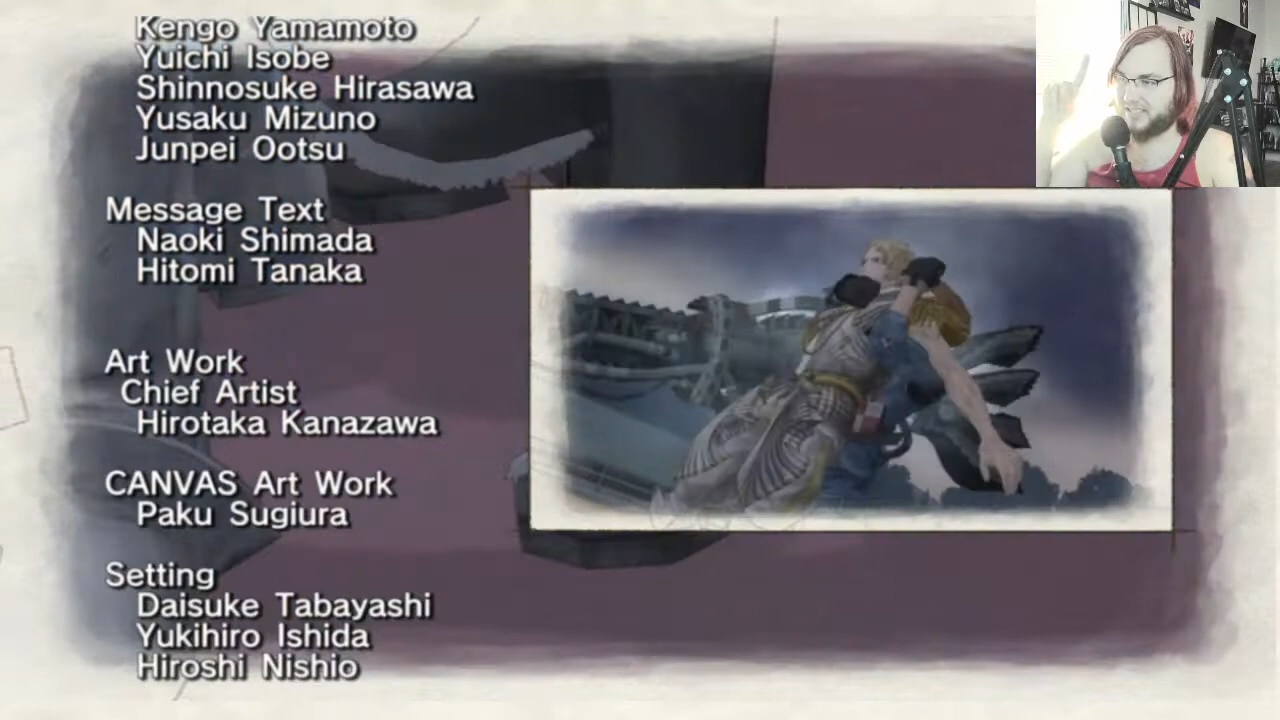 Kengo Yamamoto
Yuichi Isobe
Shinnosuke Hirasawa
Yusaku Mizuno
Junpei Ootsu
Message Text
Naoki Shimada
Hitomi Tanaka
Art Work
Chief Artist
Hirotaka Kanazawa
CANVAS Art Work
Paku Sugiura
Setting
Daisuke Tabayashi
Yukihiro Ishida
Hiroshi Nishio